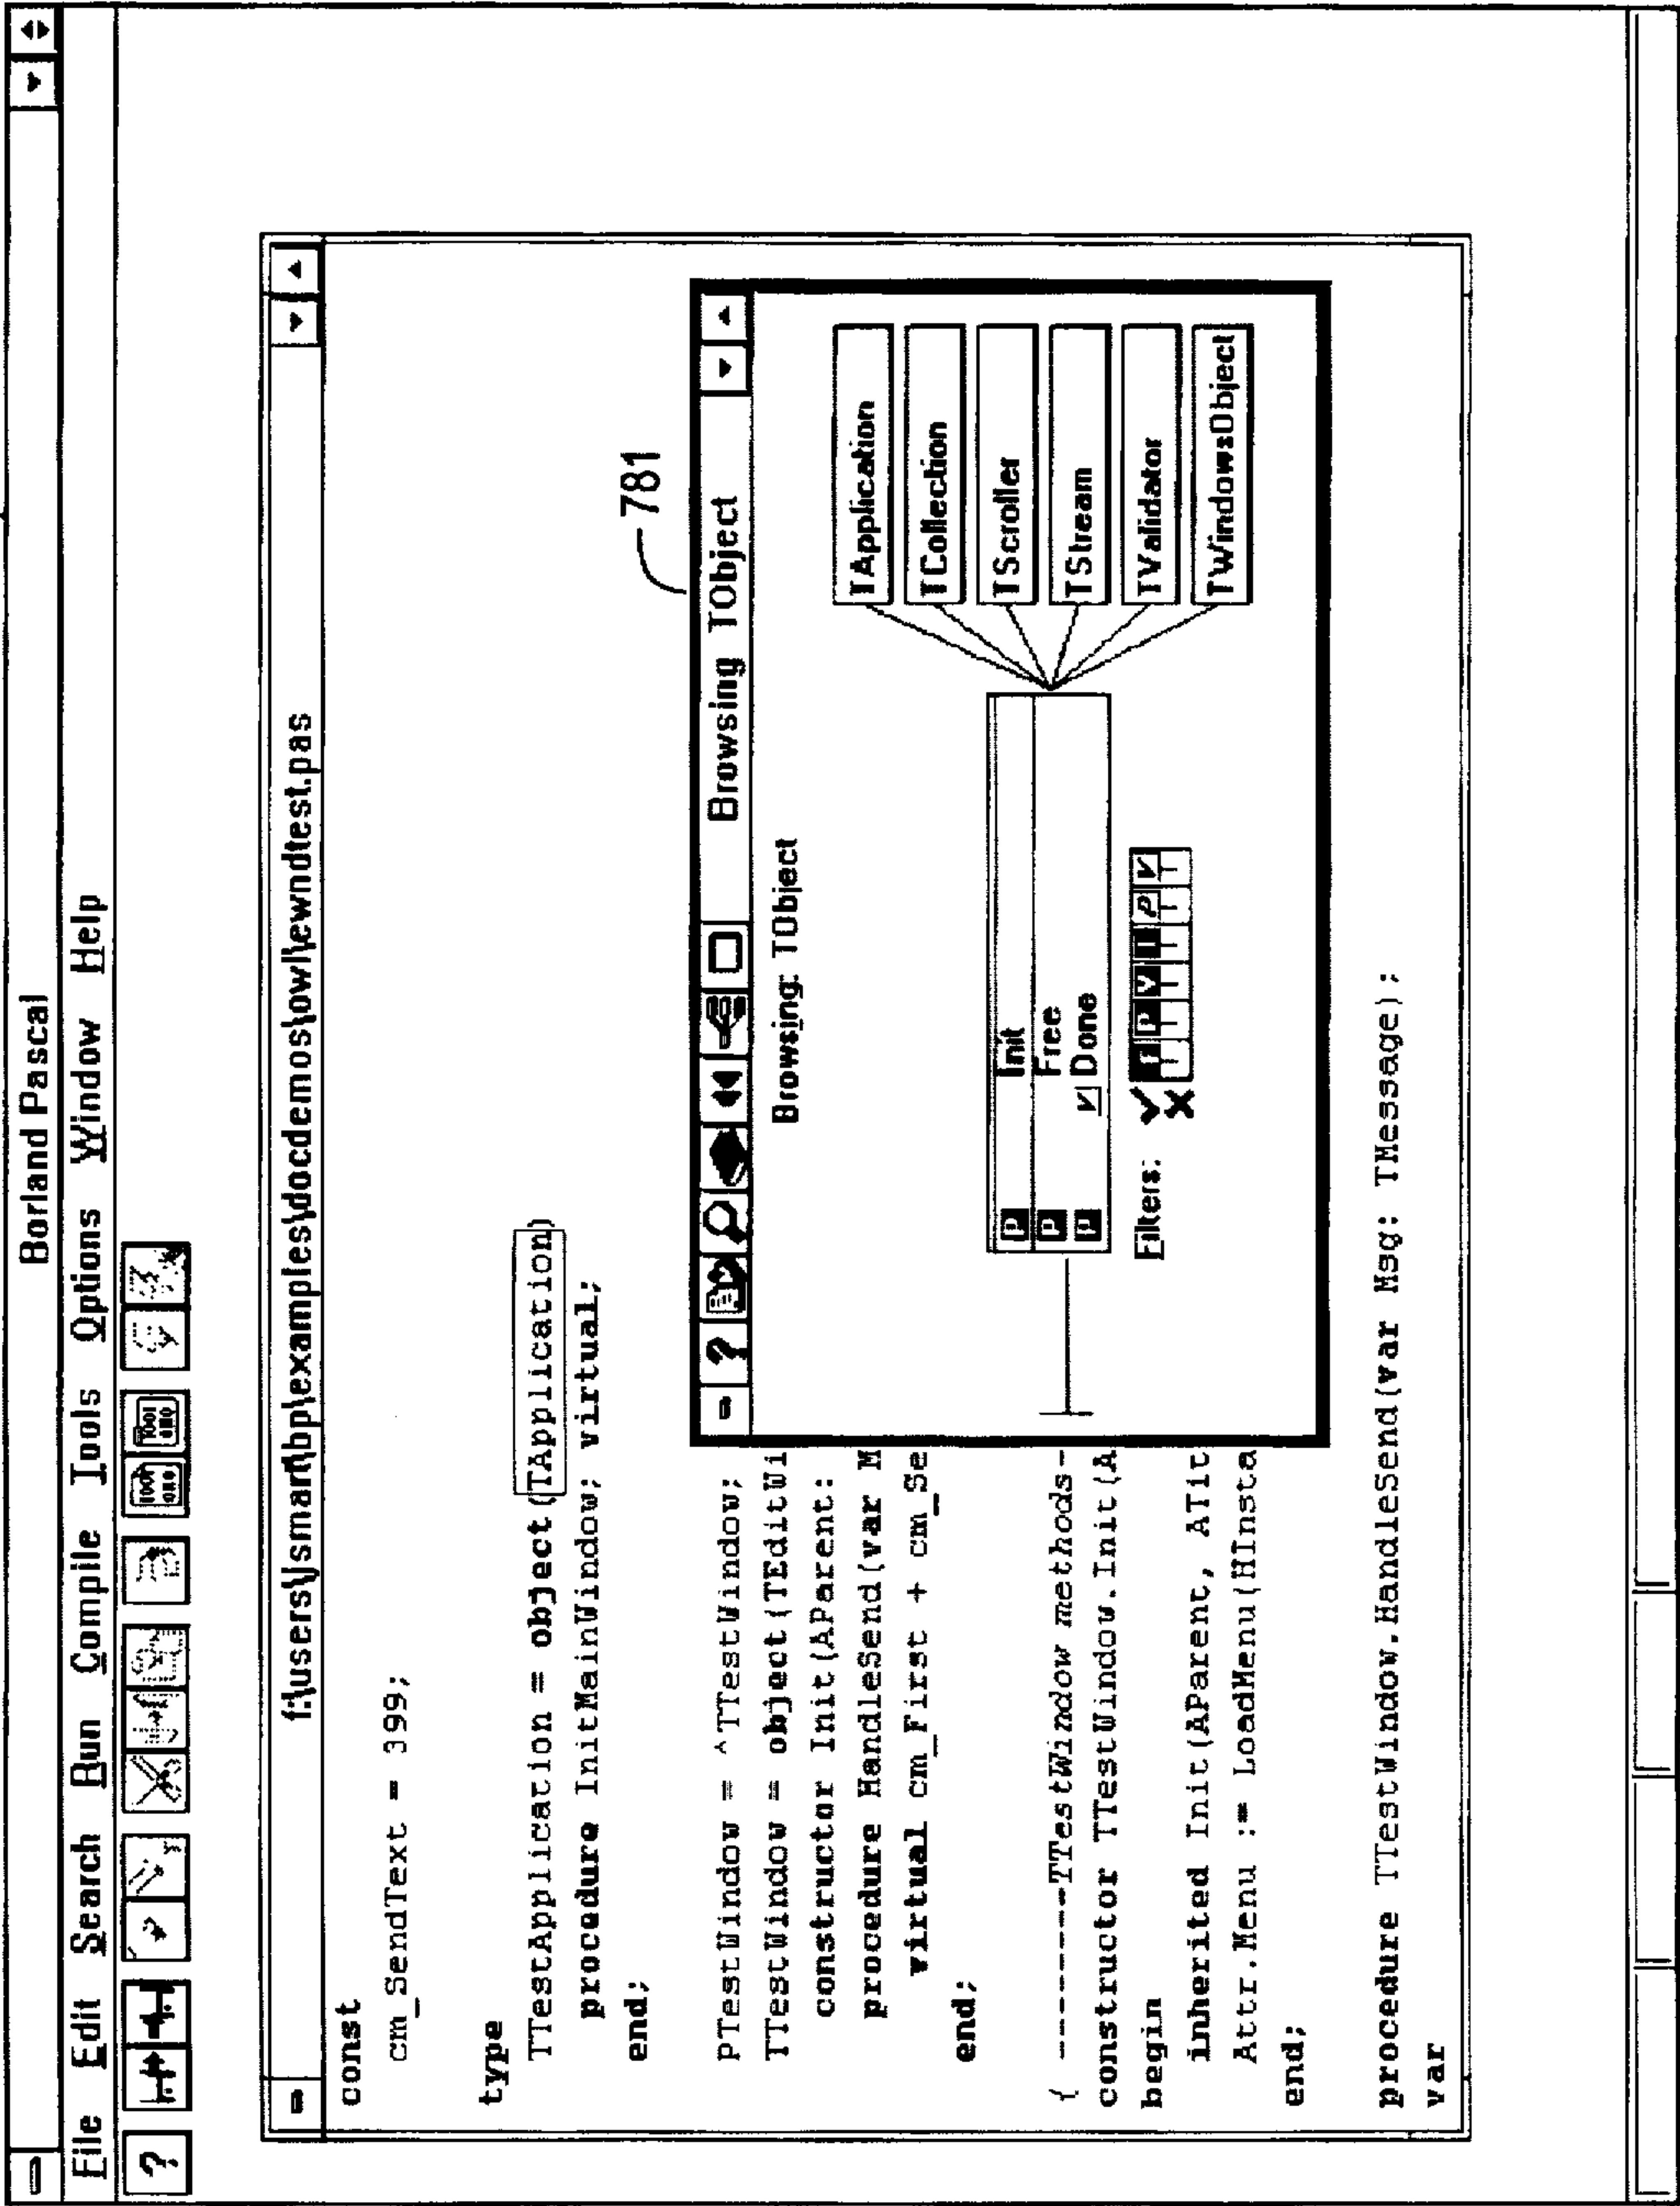 Borland Pascal
File Edit Search Run Compile Tools Options Window Help
?
f:\users\jsmart\bp\examples\docdemos\owl\ewndtest.pas
const
cm_SendText = 399;
type
TTestApplication = object(TApplication)
procedure InitMainWindow; virtual;
end;
PTestWindow = ^TTestWindow;
TTestWindow = object(TEditWi
constructor Init(AParent:
procedure HandleSend(var M
virtual cm_First + cm_Se
end;
{ --------TTestWindow methods-
constructor TTestWindow.Init(A
begin
inherited Init(AParent, ATit
Attr.Menu := LoadMenu(HInsta
end;
procedure TTestWindow.HandleSend(var Msg: TMessage);
var
781
? Browsing TObject
Browsing: TObject
P Init
P Free
P V Done
TApplication
TCollection
TScroller
TStream
TValidator
TWindowsObject
Filters: